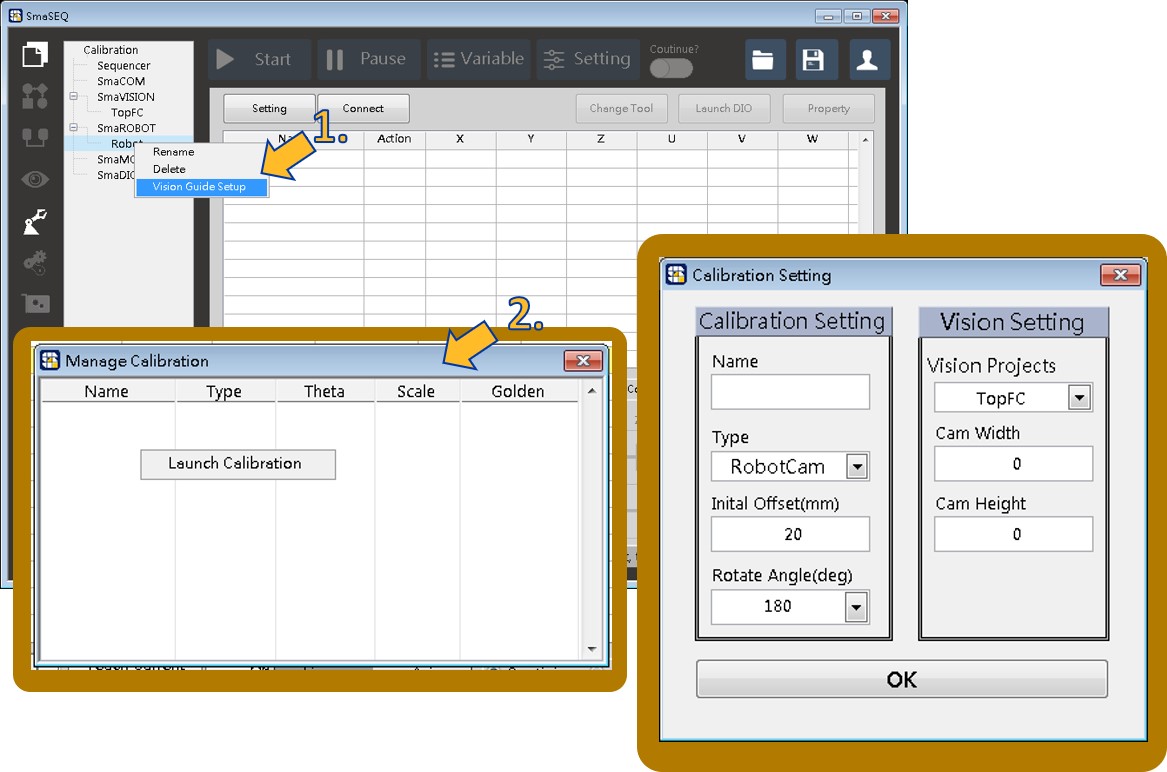 SmaSEQ
Calibration
Sequencer
SmaCOM
SmaVISION
TopFC
SmaROBOT
Robot
Start
Pause
Variable
Setting
Coutinue?
Setting
Connect
Change Tool
Launch DIO
Property
Action X Y Z U V W
1.
Rename
Delete
Vision Guide Setup
2.
Manage Calibration
Name Type Theta Scale Golden
Launch Calibration
Calibration Setting
Calibration Setting
Name
Type
RobotCam
Inital Offset(mm)
20
Rotate Angle(deg)
180
Vision Setting
Vision Projects
TopFC
Cam Width
0
Cam Height
0
OK